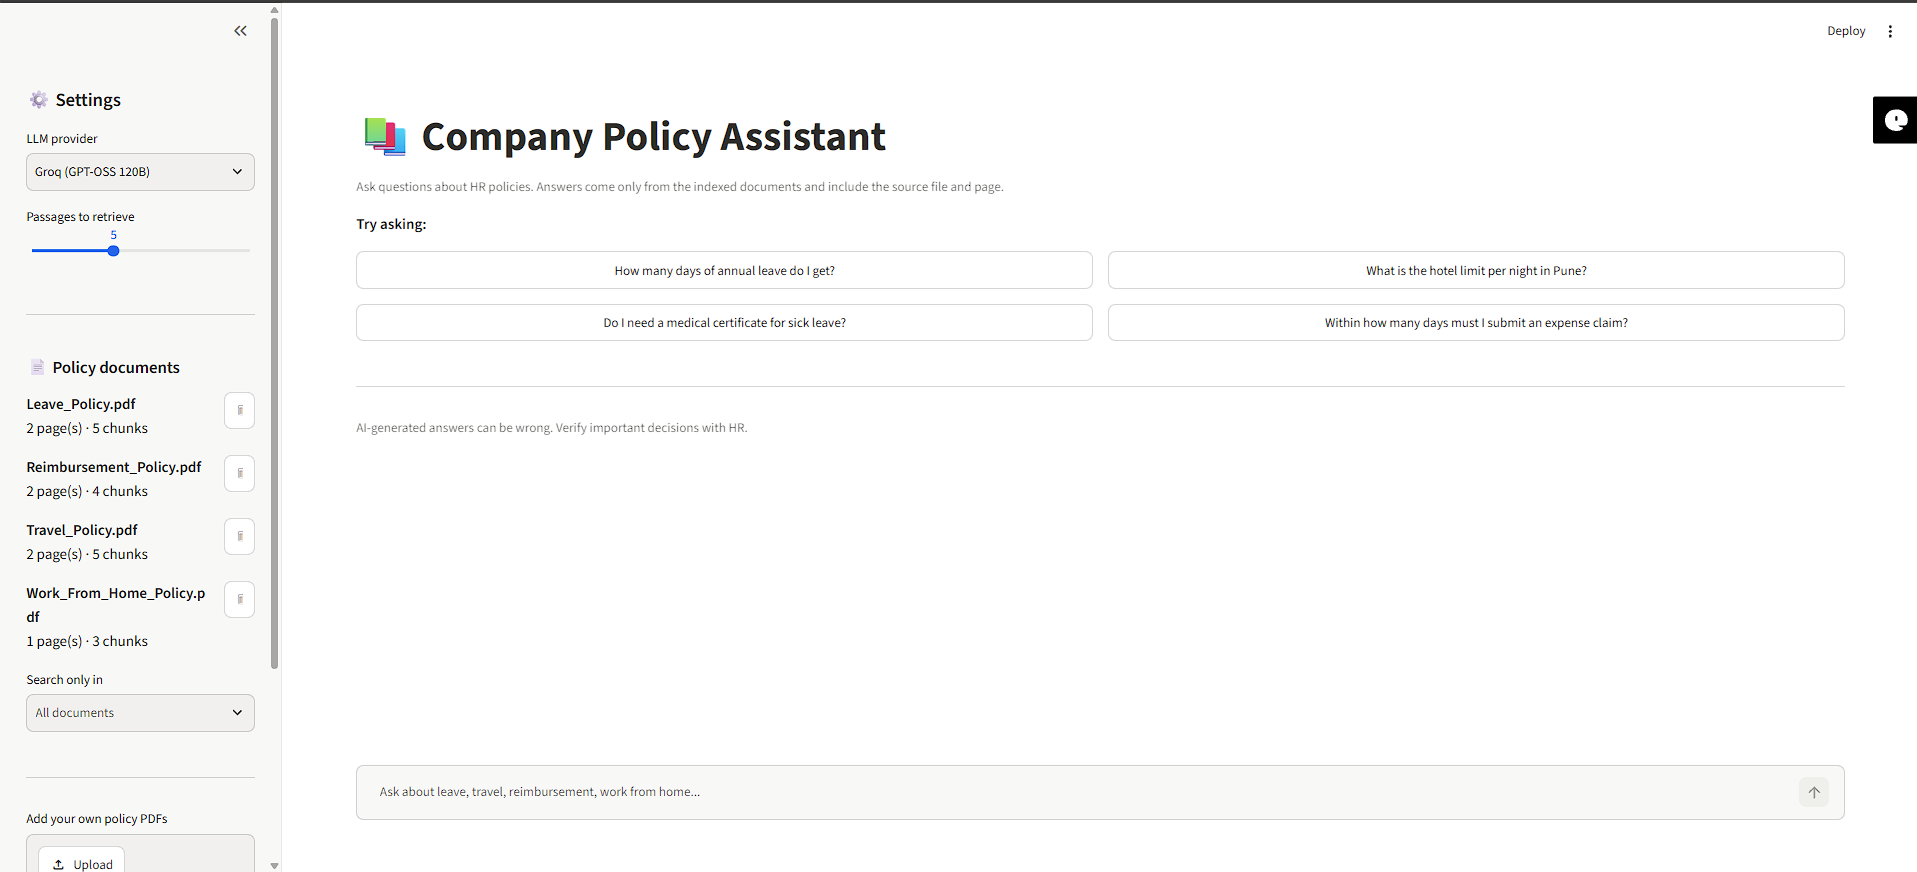 Deploy
Settings
LLM provider
Groq (GPT-OSS 120B)
Passages to retrieve
5
Policy documents
Leave_Policy.pdf
2 page(s) · 5 chunks
Reimbursement_Policy.pdf
2 page(s) · 4 chunks
Travel_Policy.pdf
2 page(s) · 5 chunks
Work_From_Home_Policy.p
df
1 page(s) · 3 chunks
Search only in
All documents
Add your own policy PDFs
Upload
Company Policy Assistant
Ask questions about HR policies. Answers come only from the indexed documents and include the source file and page.
Try asking:
How many days of annual leave do I get?
What is the hotel limit per night in Pune?
Do I need a medical certificate for sick leave?
Within how many days must I submit an expense claim?
AI-generated answers can be wrong. Verify important decisions with HR.
Ask about leave, travel, reimbursement, work from home...